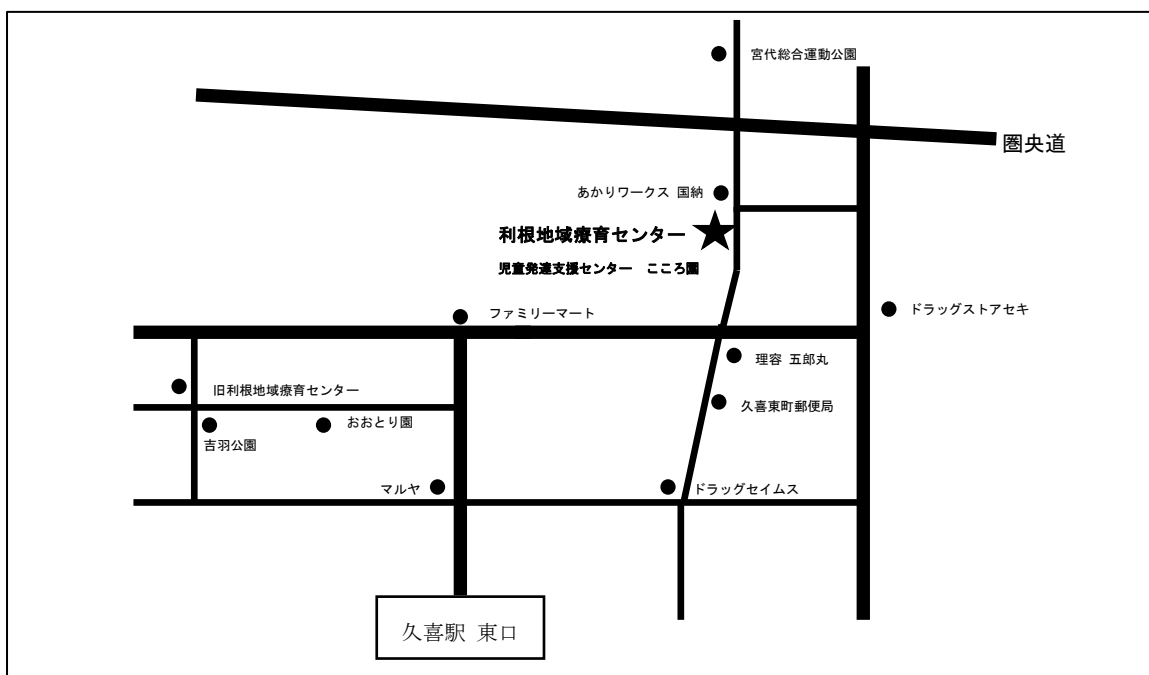 宮代総合運動公園
圏央道
あかりワークス 国納
利根地域療育センター
児童発達支援センター　こころ園
ファミリーマート
ドラッグストアセキ
理容 五郎丸
旧利根地域療育センター
久喜東町郵便局
おおとり園
吉羽公園
マルヤ
ドラッグセイムス
久喜駅 東口